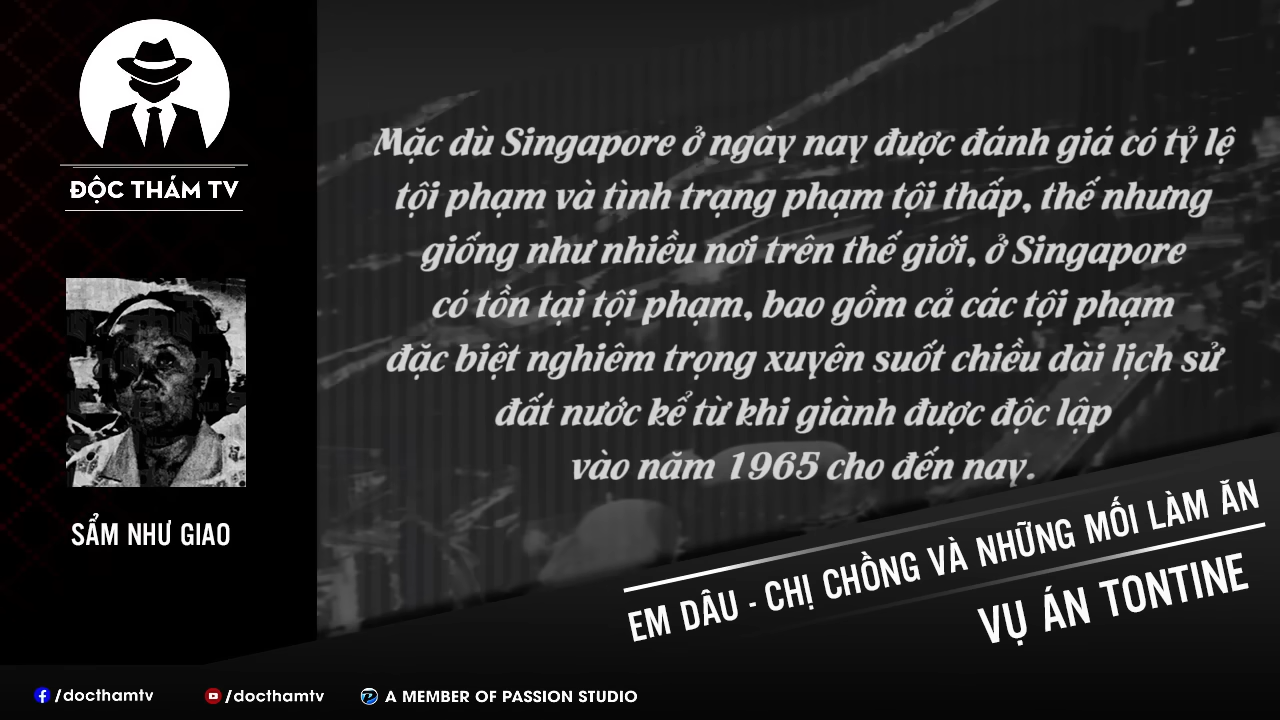 ĐỘC THÁM TV
SẨM NHƯ GIAO
Mặc dù Singapore ở ngày nay được đánh giá có tỷ lệ
tội phạm và tình trạng phạm tội thấp, thế nhưng
giống như nhiều nơi trên thế giới, ở Singapore
có tồn tại tội phạm, bao gồm cả các tội phạm
đặc biệt nghiêm trọng xuyên suốt chiều dài lịch sử
đất nước kể từ khi giành được độc lập
vào năm 1965 cho đến nay.
EM DÂU - CHỊ CHỒNG VÀ NHỮNG MỐI LÀM ĂN
VỤ ÁN TONTINE
/docthamtv
/docthamtv
A MEMBER OF PASSION STUDIO